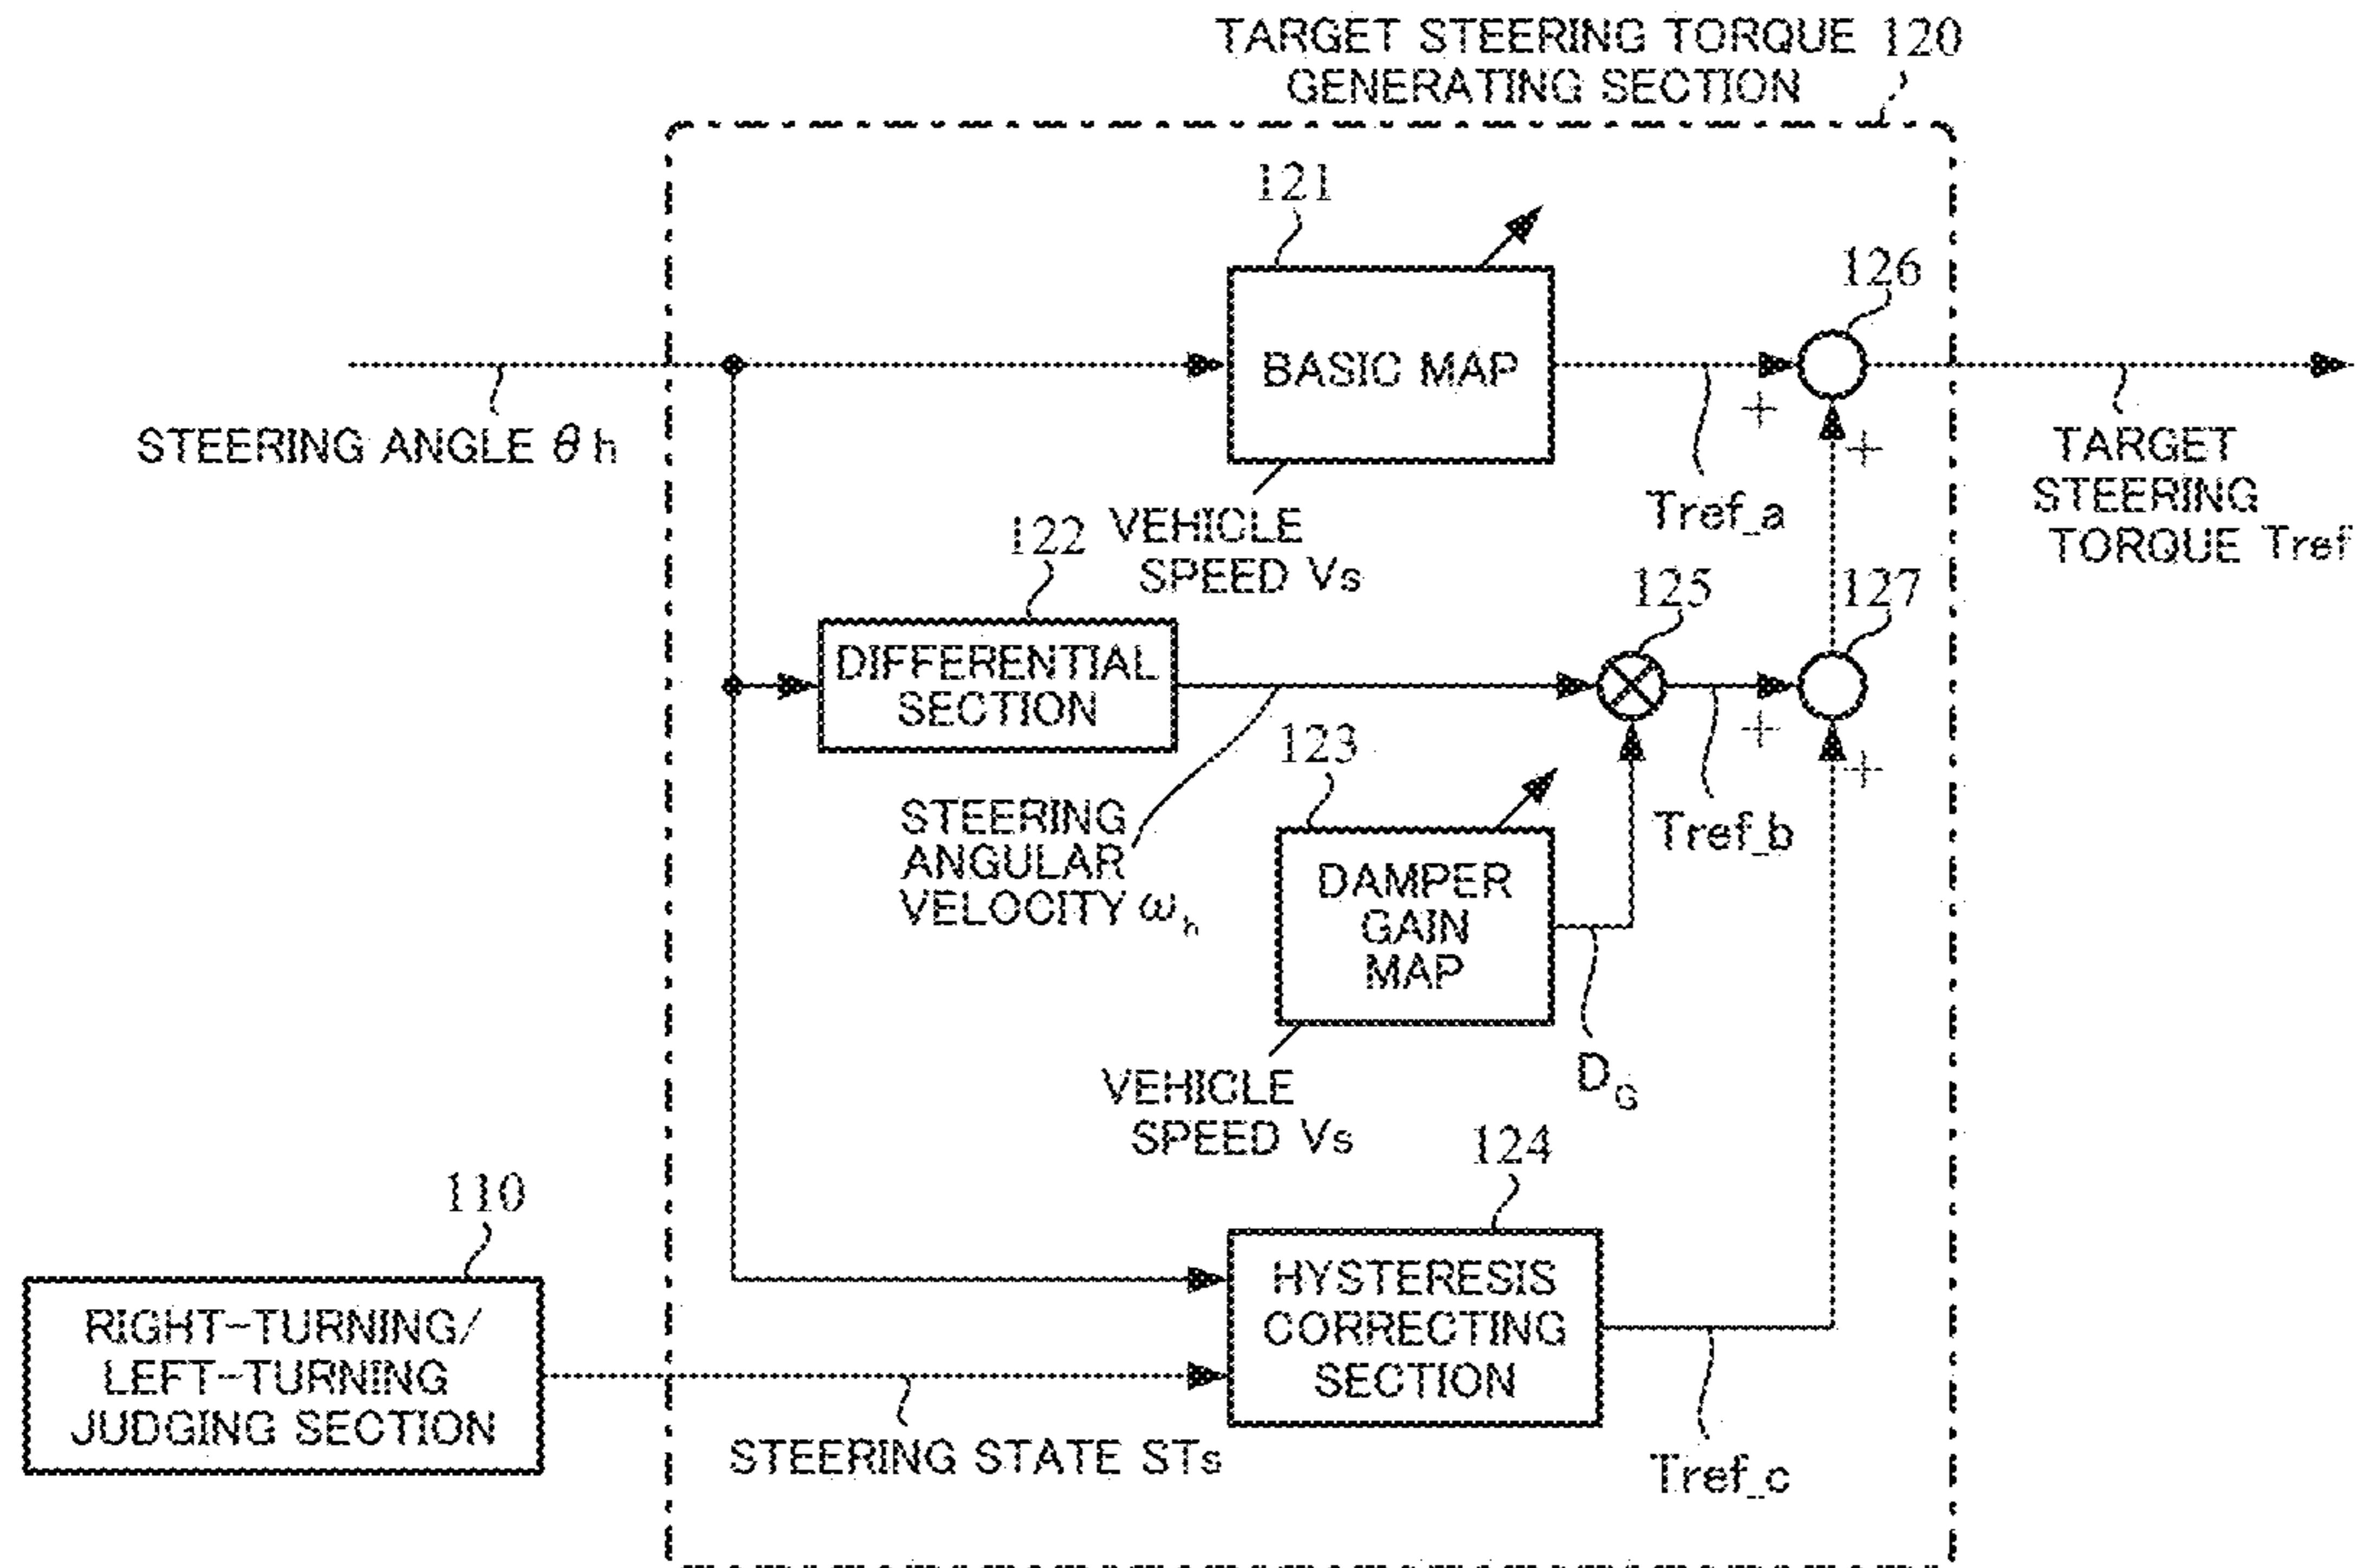 TARGET STEERING TORQUE 120
GENERATING SECTION
121
126
BASIC MAP
STEERING ANGLE θh
+
+
TARGET
STEERING
TORQUE Tref
Tref_a
VEHICLE
SPEED Vs
122
125
127
DIFFERENTIAL
SECTION
+
+
123
STEERING
ANGULAR
VELOCITY ωh
Tref_b
DAMPER
GAIN
MAP
DG
VEHICLE
SPEED Vs
124
110
HYSTERESIS
CORRECTING
SECTION
RIGHT-TURNING/
LEFT-TURNING
JUDGING SECTION
STEERING STATE STs
Tref_c